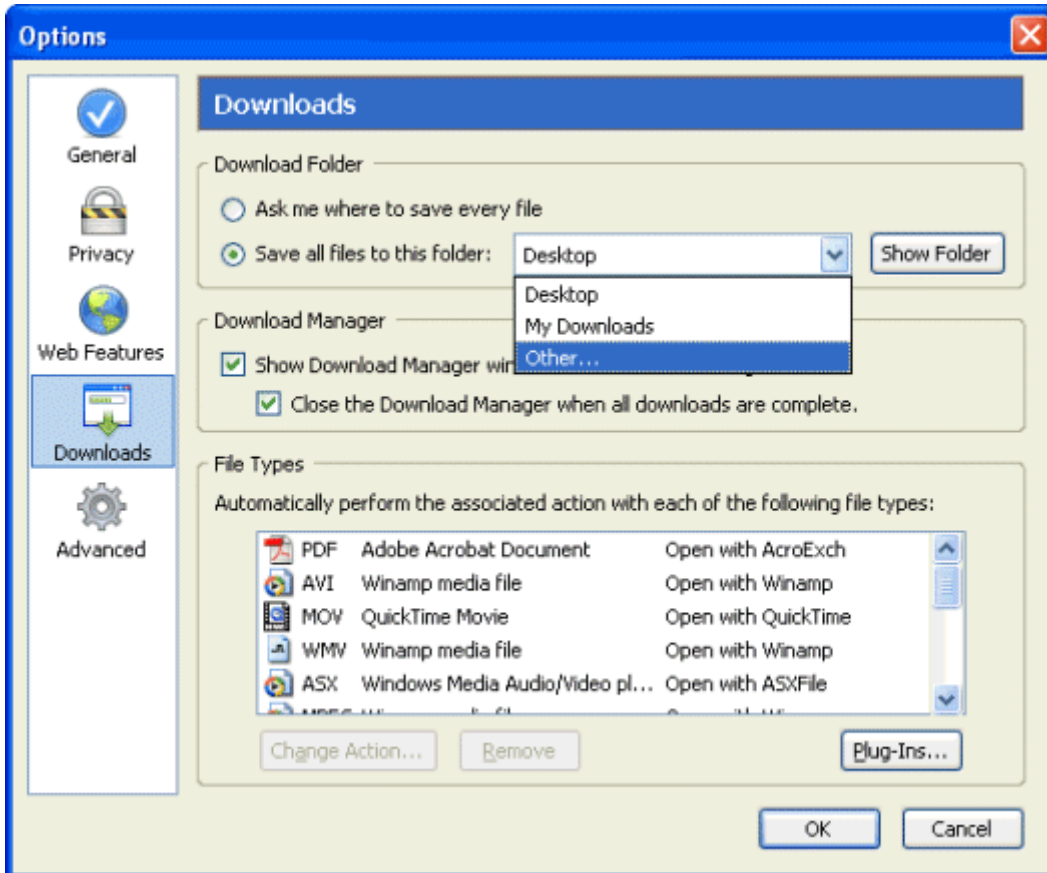 Options
General
Privacy
Web Features
Downloads
Advanced
Downloads
Download Folder
Ask me where to save every file
Save all files to this folder: Desktop Show Folder
Desktop
My Downloads
Other...
Download Manager
Show Download Manager
Close the Download Manager when all downloads are complete.
File Types
Automatically perform the associated action with each of the following file types:
PDF Adobe Acrobat Document Open with AcroExch
AVI Winamp media file Open with Winamp
MOV QuickTime Movie Open with QuickTime
WMV Winamp media file Open with Winamp
ASX Windows Media Audio/Video pl... Open with ASXFile
Change Action... Remove Plug-Ins...
OK Cancel